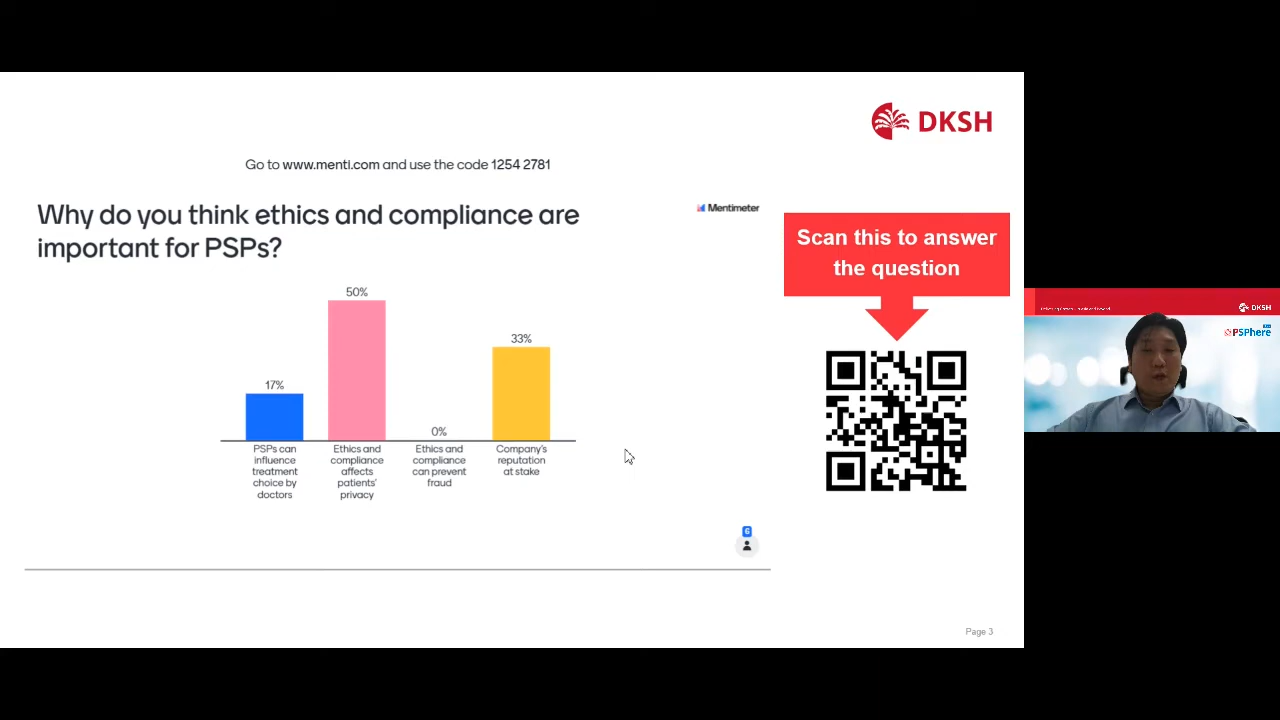 DKSH
Go to www.menti.com and use the code 1254 2781
Why do you think ethics and compliance are
important for PSPs?
Mentimeter
Scan this to answer
the question
50%
33%
17%
0%
PSPs can
influence
treatment
choice by
doctors
Ethics and
compliance
affects
patients'
privacy
Ethics and
compliance
can prevent
fraud
Company's
reputation
at stake
6
Page 3
DKSH
PSPhere